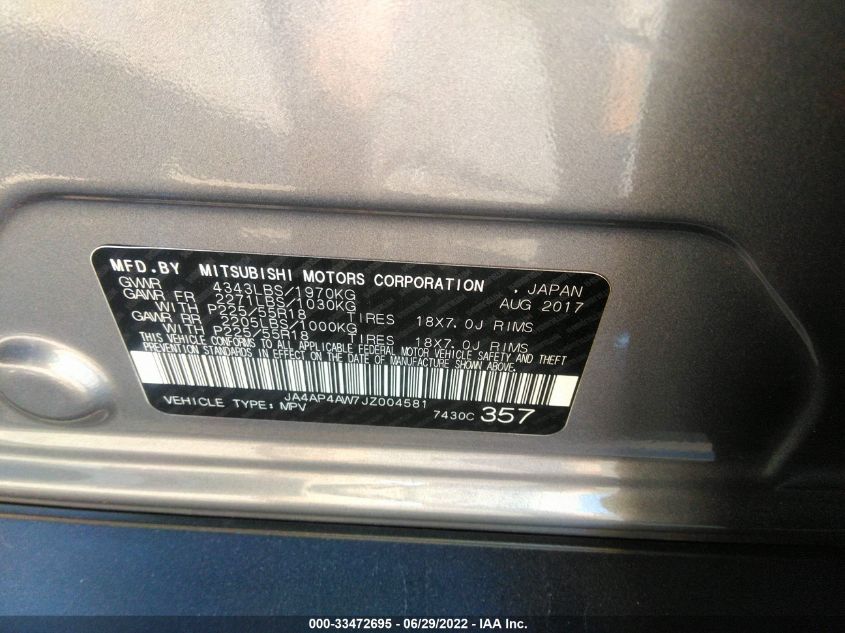 MFD.BY MITSUBISHI MOTORS CORPORATION , JAPAN
GVWR 4343LBS/1970KG AUG 2017
GAWR FR 2271LBS/1030KG
WITH P225/55R18 TIRES 18X7.0J RIMS
GAWR RR 2205LBS/1000KG
WITH P225/55R18 TIRES 18X7.0J RIMS
THIS VEHICLE CONFORMS TO ALL APPLICABLE FEDERAL MOTOR VEHICLE SAFETY AND THEFT
PREVENTION STANDARDS IN EFFECT ON THE DATE OF MANUFACTURE SHOWN ABOVE.
JA4AP4AW7JZ004581
VEHICLE TYPE: MPV 7430C 357
000-33472695 - 06/29/2022 - IAA Inc.